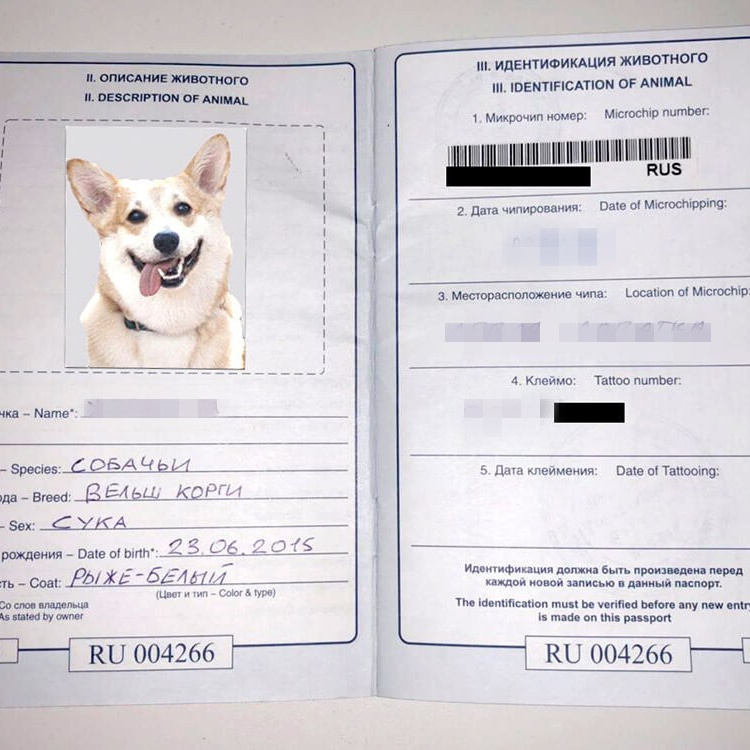 II. ОПИСАНИЕ ЖИВОТНОГО
II. DESCRIPTION OF ANIMAL
чка – Name*:
– Species: СОБАЧЬИ
ода – Breed: ВЕЛЬШ КОРГИ
– Sex: СУКА
рождения – Date of birth*: 23.06.2015
сть – Coat: РЫЖЕ-БЕЛЫЙ
(Цвет и тип – Color & type)
Со слов владельца
As stated by owner
RU 004266
III. ИДЕНТИФИКАЦИЯ ЖИВОТНОГО
III. IDENTIFICATION OF ANIMAL
1. Микрочип номер: Microchip number:
RUS
2. Дата чипирования: Date of Microchipping:
3. Месторасположение чипа: Location of Microchip:
4. Клеймо: Tattoo number:
5. Дата клеймения: Date of Tattooing:
Идентификация должна быть произведена перед
каждой новой записью в данный паспорт.
The identification must be verified before any new entry
is made on this passport
RU 004266